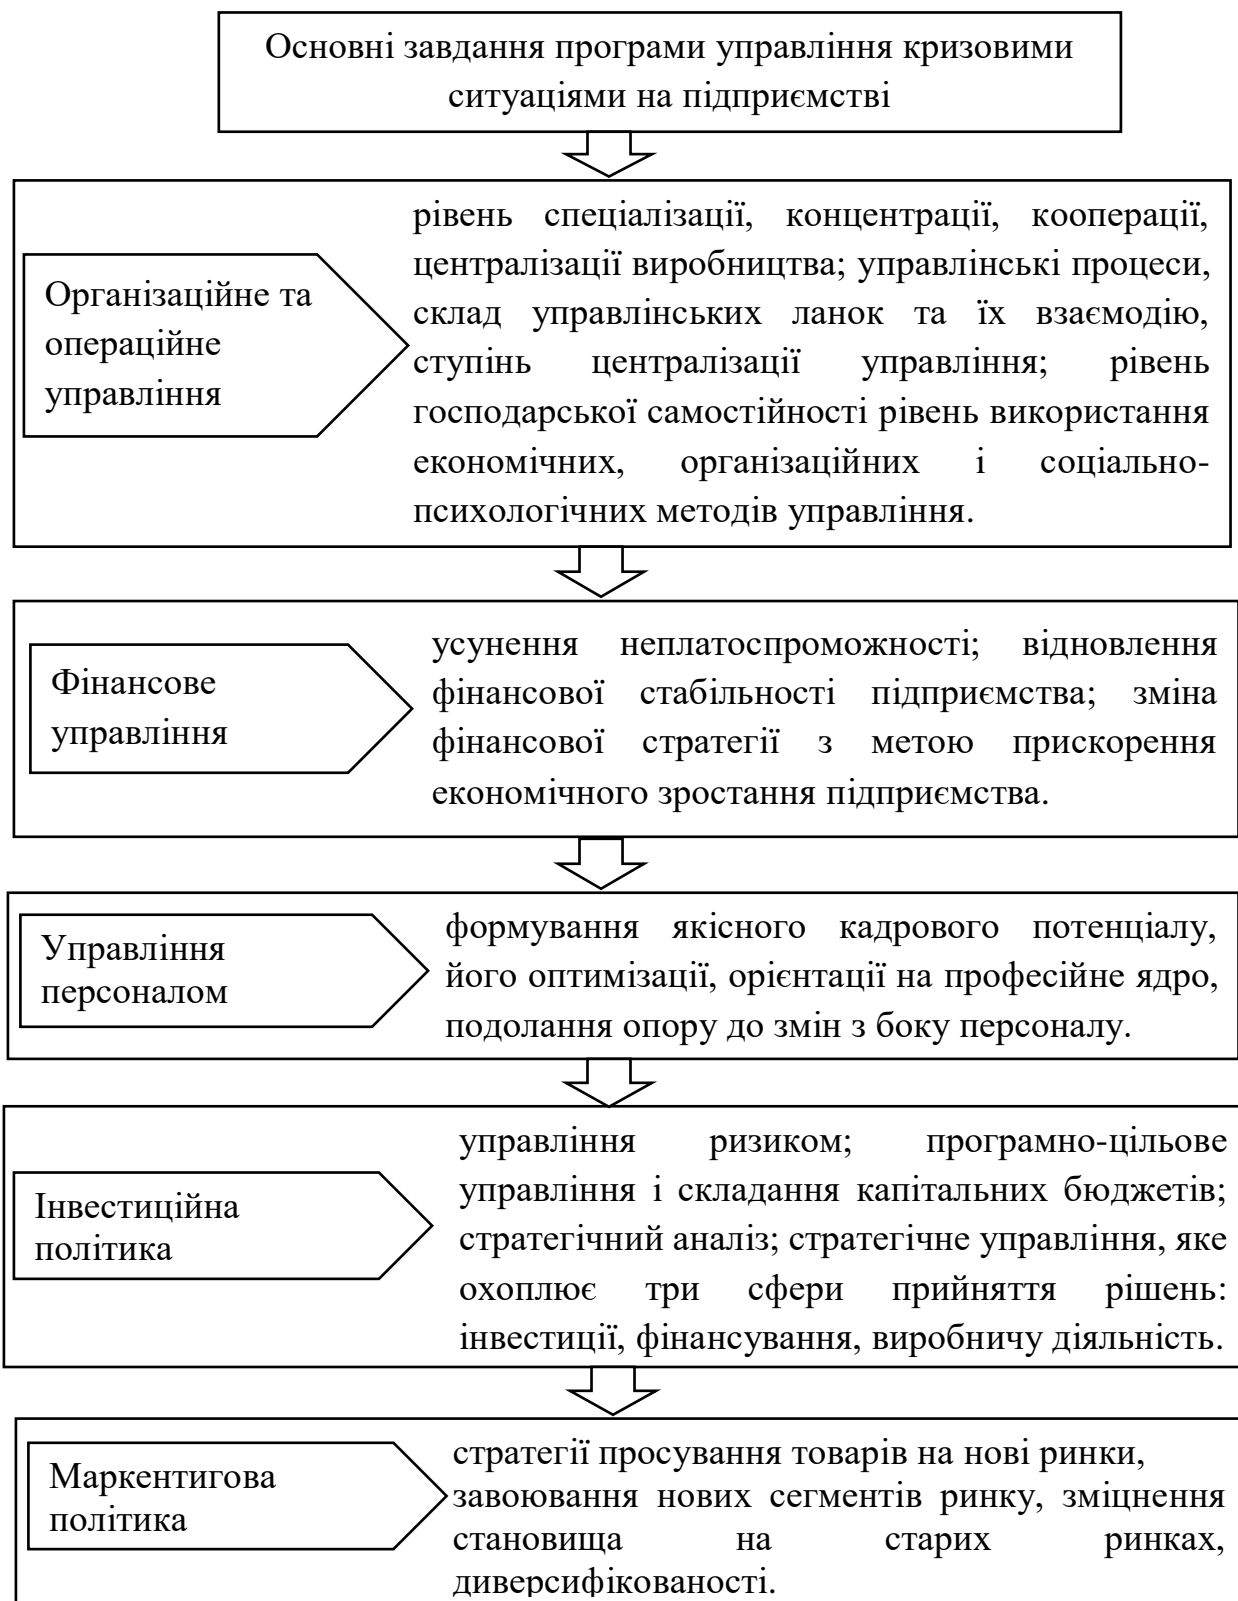 Основні завдання програми управління кризовими
ситуаціями на підприємстві
Організаційне та
операційне
управління
рівень спеціалізації, концентрації, кооперації,
централізації виробництва; управлінські процеси,
склад управлінських ланок та їх взаємодію,
ступінь централізації управління; рівень
господарської самостійності рівень використання
економічних, організаційних і соціально-
психологічних методів управління.
Фінансове
управління
усунення неплатоспроможності; відновлення
фінансової стабільності підприємства; зміна
фінансової стратегії з метою прискорення
економічного зростання підприємства.
Управління
персоналом
формування якісного кадрового потенціалу,
його оптимізації, орієнтації на професійне ядро,
подолання опору до змін з боку персоналу.
Інвестиційна
політика
управління ризиком; програмно-цільове
управління і складання капітальних бюджетів;
стратегічний аналіз; стратегічне управління, яке
охоплює три сфери прийняття рішень:
інвестиції, фінансування, виробничу діяльність.
Маркентигова
політика
стратегії просування товарів на нові ринки,
завоювання нових сегментів ринку, зміцнення
становища на старих ринках,
диверсифікованості.